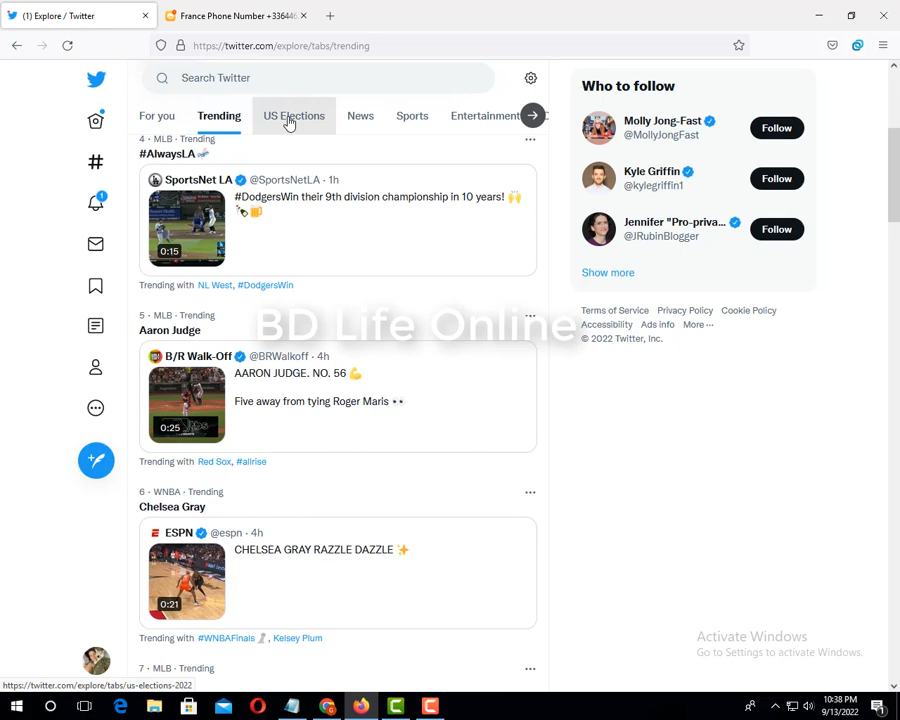 (1) Explore / Twitter
France Phone Number +336446
https://twitter.com/explore/tabs/trending
Search Twitter
For you
Trending
US Elections
News
Sports
Entertainment
4 · MLB · Trending
#AlwaysLA
SportsNet LA @SportsNetLA · 1h
#DodgersWin their 9th division championship in 10 years! 🙌
🍾🍺
0:15
Trending with NL West, #DodgersWin
5 · MLB · Trending
Aaron Judge
B/R Walk-Off @BRWalkoff · 4h
AARON JUDGE. NO. 56 💪
Five away from tying Roger Maris 👀
0:25
Trending with Red Sox, #allrise
6 · WNBA · Trending
Chelsea Gray
ESPN @espn · 4h
CHELSEA GRAY RAZZLE DAZZLE ✨
0:21
Trending with #WNBAFinals, Kelsey Plum
7 · MLB · Trending
https://twitter.com/explore/tabs/us-elections-2022
Who to follow
Molly Jong-Fast
@MollyJongFast
Follow
Kyle Griffin
@kylegriffin1
Follow
Jennifer "Pro-priva...
@JRubinBlogger
Follow
Show more
Terms of Service Privacy Policy Cookie Policy
Accessibility Ads info More ···
© 2022 Twitter, Inc.
BD Life Online
Activate Windows
Go to Settings to activate Windows.
1
10:38 PM
9/13/2022
1